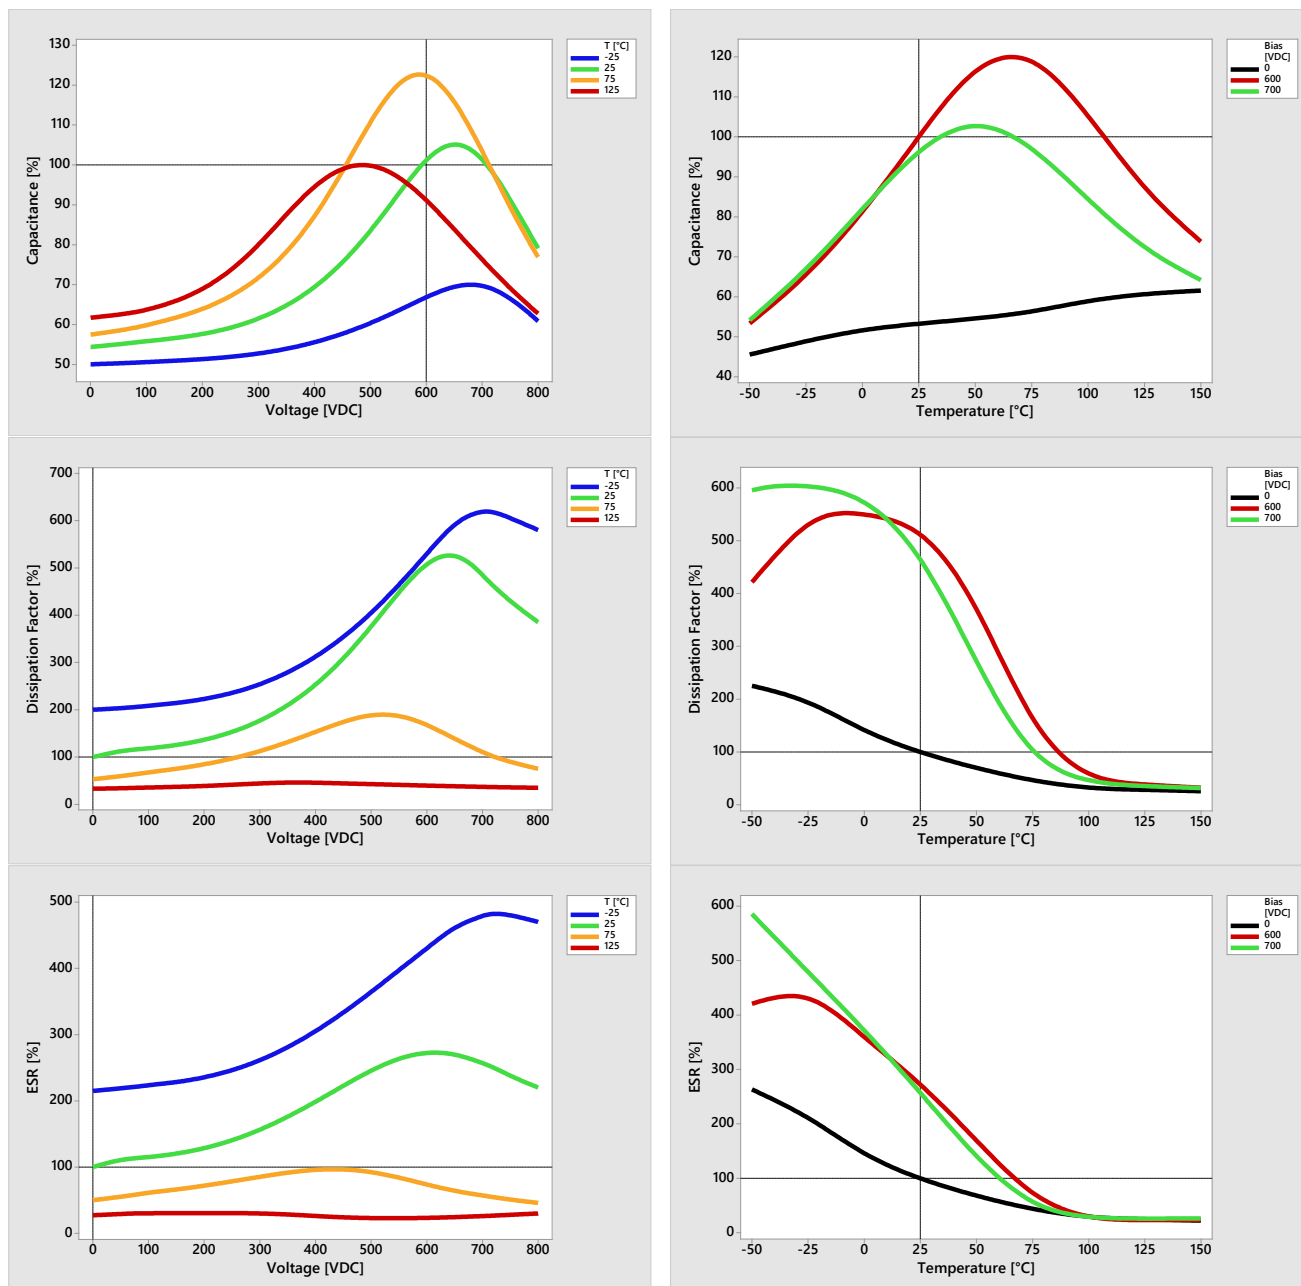 130
120
110
100
90
80
70
60
50
Capacitance [%]
0 100 200 300 400 500 600 700 800
Voltage [VDC]
T [°C]
-25
25
75
125
120
110
100
90
80
70
60
50
40
Capacitance [%]
-50 -25 0 25 50 75 100 125 150
Temperature [°C]
Bias
[VDC]
0
600
700
700
600
500
400
300
200
100
0
Dissipation Factor [%]
0 100 200 300 400 500 600 700 800
Voltage [VDC]
T [°C]
-25
25
75
125
600
500
400
300
200
100
0
Dissipation Factor [%]
-50 -25 0 25 50 75 100 125 150
Temperature [°C]
Bias
[VDC]
0
600
700
500
400
300
200
100
0
ESR [%]
0 100 200 300 400 500 600 700 800
Voltage [VDC]
T [°C]
-25
25
75
125
600
500
400
300
200
100
0
ESR [%]
-50 -25 0 25 50 75 100 125 150
Temperature [°C]
Bias
[VDC]
0
600
700